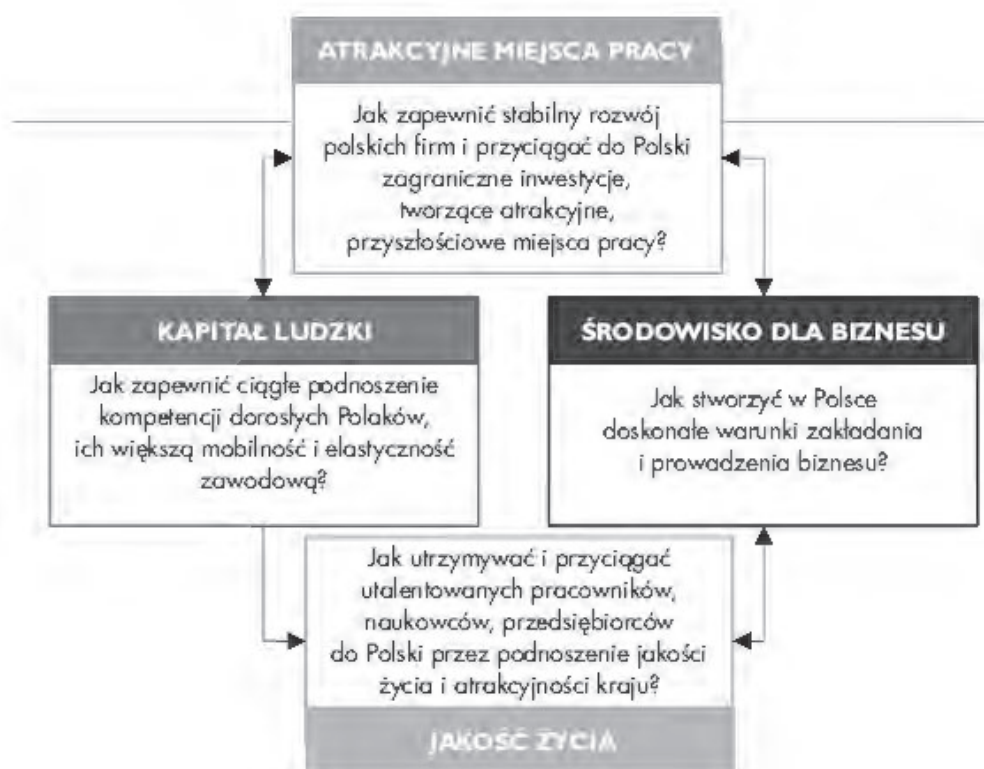 ATRAKCYJNE MIEJSCA PRACY
Jak zapewnić stabilny rozwój
polskich firm i przyciągać do Polski
zagraniczne inwestycje,
tworzące atrakcyjne,
przyszłościowe miejsca pracy?
KAPITAŁ LUDZKI
Jak zapewnić ciągłe podnoszenie
kompetencji dorosłych Polaków,
ich większą mobilność i elastyczność
zawodową?
ŚRODOWISKO DLA BIZNESU
Jak stworzyć w Polsce
doskonałe warunki zakładania
i prowadzenia biznesu?
Jak utrzymywać i przyciągać
utalentowanych pracowników,
naukowców, przedsiębiorców
do Polski przez podnoszenie jakości
życia i atrakcyjności kraju?
JAKOŚĆ ŻYCIA